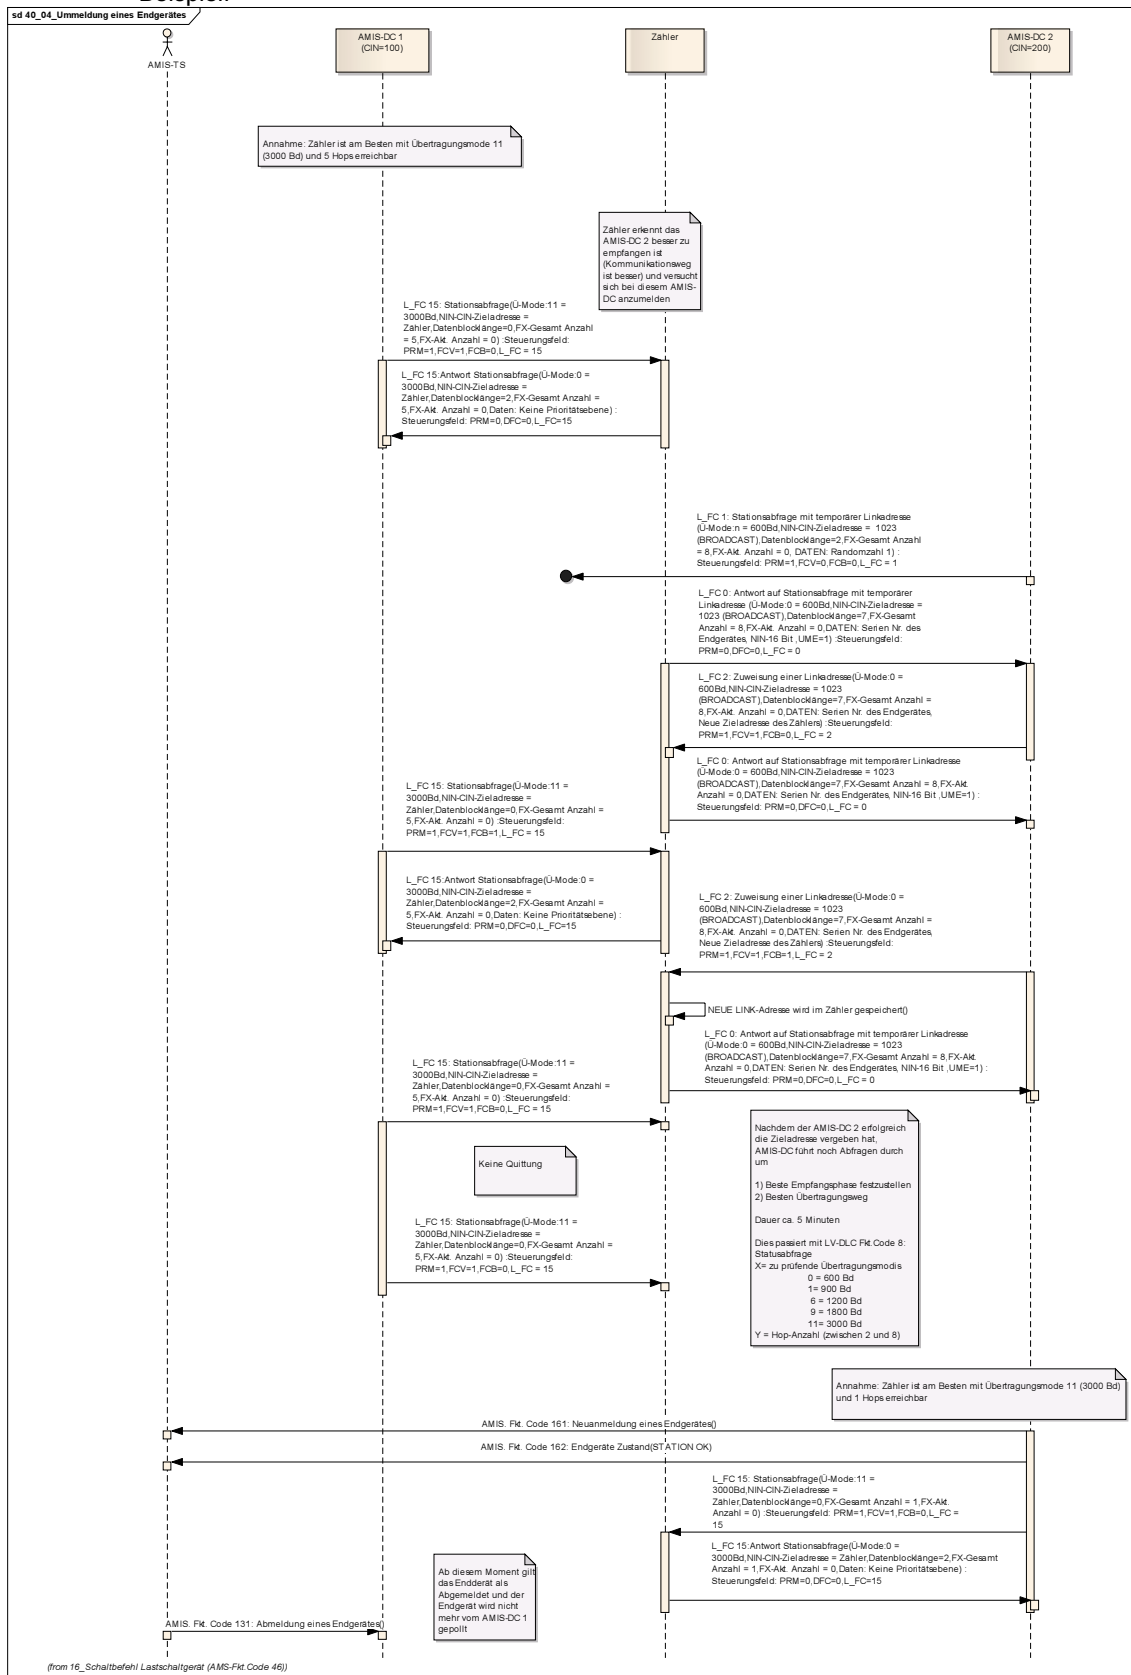 Beispiel:
sd 40_04_Ummeldung eines Endgerätes
AMIS-TS
AMIS-DC 1
(CIN=100)
Zähler
AMIS-DC 2
(CIN=200)
Annahme: Zähler ist am Besten mit Übertragungsmode 11
(3000 Bd) und 5 Hops erreichbar
Zähler erkennt das
AMIS-DC 2 besser zu
empfangen ist
(Kommunikationsweg
ist besser) und versucht
sich bei diesem AMIS-
DC anzumelden
L_FC 15: Stationsabfrage(Ü-Mode:11 =
3000Bd,NIN-CIN-Zieladresse =
Zähler,Datenblocklänge=0,FX-Gesamt Anzahl
= 5,FX-Akt. Anzahl = 0) :Steuerungsfeld:
PRM=1,FCV=1,FCB=0,L_FC = 15
L_FC 15:Antwort Stationsabfrage(Ü-Mode:0 =
3000Bd,NIN-CIN-Zieladresse =
Zähler,Datenblocklänge=2,FX-Gesamt Anzahl =
5,FX-Akt. Anzahl = 0,Daten: Keine Prioritätsebene) :
Steuerungsfeld: PRM=0,DFC=0,L_FC=15
L_FC 1: Stationsabfrage mit temporärer Linkadresse
(Ü-Mode:n = 600Bd,NIN-CIN-Zieladresse = 1023
(BROADCAST),Datenblocklänge=2,FX-Gesamt Anzahl
= 8,FX-Akt. Anzahl = 0, DATEN: Randomzahl 1) :
Steuerungsfeld: PRM=1,FCV=0,FCB=0,L_FC = 1
L_FC 0: Antwort auf Stationsabfrage mit temporärer
Linkadresse (Ü-Mode:0 = 600Bd,NIN-CIN-Zieladresse =
1023 (BROADCAST),Datenblocklänge=7,FX-Gesamt
Anzahl = 8,FX-Akt. Anzahl = 0,DATEN: Serien Nr. des
Endgerätes, NIN-16 Bit ,UME=1) :Steuerungsfeld:
PRM=0,DFC=0,L_FC = 0
L_FC 2: Zuweisung einer Linkadresse(Ü-Mode:0 =
600Bd,NIN-CIN-Zieladresse = 1023
(BROADCAST),Datenblocklänge=7,FX-Gesamt Anzahl =
8,FX-Akt. Anzahl = 0,DATEN: Serien Nr. des Endgerätes,
Neue Zieladresse des Zählers) :Steuerungsfeld:
PRM=1,FCV=1,FCB=0,L_FC = 2
L_FC 0: Antwort auf Stationsabfrage mit temporärer Linkadresse
(Ü-Mode:0 = 600Bd,NIN-CIN-Zieladresse = 1023
(BROADCAST),Datenblocklänge=7,FX-Gesamt Anzahl = 8,FX-Akt.
Anzahl = 0,DATEN: Serien Nr. des Endgerätes, NIN-16 Bit ,UME=1) :
Steuerungsfeld: PRM=0,DFC=0,L_FC = 0
L_FC 15: Stationsabfrage(Ü-Mode:11 =
3000Bd,NIN-CIN-Zieladresse =
Zähler,Datenblocklänge=0,FX-Gesamt Anzahl =
5,FX-Akt. Anzahl = 0) :Steuerungsfeld:
PRM=1,FCV=1,FCB=1,L_FC = 15
L_FC 15:Antwort Stationsabfrage(Ü-Mode:0 =
3000Bd,NIN-CIN-Zieladresse =
Zähler,Datenblocklänge=2,FX-Gesamt Anzahl =
5,FX-Akt. Anzahl = 0,Daten: Keine Prioritätsebene) :
Steuerungsfeld: PRM=0,DFC=0,L_FC=15
L_FC 2: Zuweisung einer Linkadresse(Ü-Mode:0 =
600Bd,NIN-CIN-Zieladresse = 1023
(BROADCAST),Datenblocklänge=7,FX-Gesamt Anzahl =
8,FX-Akt. Anzahl = 0,DATEN: Serien Nr. des Endgerätes,
Neue Zieladresse des Zählers) :Steuerungsfeld:
PRM=1,FCV=1,FCB=1,L_FC = 2
NEUE LINK-Adresse wird im Zähler gespeichert()
L_FC 0: Antwort auf Stationsabfrage mit temporärer Linkadresse
(Ü-Mode:0 = 600Bd,NIN-CIN-Zieladresse = 1023
(BROADCAST),Datenblocklänge=7,FX-Gesamt Anzahl = 8,FX-Akt.
Anzahl = 0,DATEN: Serien Nr. des Endgerätes, NIN-16 Bit ,UME=1) :
Steuerungsfeld: PRM=0,DFC=0,L_FC = 0
L_FC 15: Stationsabfrage(Ü-Mode:11 =
3000Bd,NIN-CIN-Zieladresse =
Zähler,Datenblocklänge=0,FX-Gesamt Anzahl =
5,FX-Akt. Anzahl = 0) :Steuerungsfeld:
PRM=1,FCV=1,FCB=0,L_FC = 15
Keine Quittung
L_FC 15: Stationsabfrage(Ü-Mode:11 =
3000Bd,NIN-CIN-Zieladresse =
Zähler,Datenblocklänge=0,FX-Gesamt Anzahl =
5,FX-Akt. Anzahl = 0) :Steuerungsfeld:
PRM=1,FCV=1,FCB=0,L_FC = 15
Nachdem der AMIS-DC 2 erfolgreich
die Zieladresse vergeben hat,
AMIS-DC führt noch Abfragen durch
um
1) Beste Empfangsphase festzustellen
2) Besten Übertragungsweg
Dauer ca. 5 Minuten
Dies passiert mit LV-DLC Fkt.Code 8:
Statusabfrage
X= zu prüfende Übertragungsmodis
0 = 600 Bd
1= 900 Bd
6 = 1200 Bd
9 = 1800 Bd
11= 3000 Bd
Y = Hop-Anzahl (zwischen 2 und 8)
Annahme: Zähler ist am Besten mit Übertragungsmode 11 (3000 Bd)
und 1 Hops erreichbar
AMIS. Fkt. Code 161: Neuanmeldung eines Endgerätes()
AMIS. Fkt. Code 162: Endgeräte Zustand(STATION OK)
L_FC 15: Stationsabfrage(Ü-Mode:11 =
3000Bd,NIN-CIN-Zieladresse =
Zähler,Datenblocklänge=0,FX-Gesamt Anzahl = 1,FX-Akt.
Anzahl = 0) :Steuerungsfeld: PRM=1,FCV=1,FCB=0,L_FC =
15
L_FC 15:Antwort Stationsabfrage(Ü-Mode:0 =
3000Bd,NIN-CIN-Zieladresse = Zähler,Datenblocklänge=2,FX-Gesamt
Anzahl = 1,FX-Akt. Anzahl = 0,Daten: Keine Prioritätsebene) :
Steuerungsfeld: PRM=0,DFC=0,L_FC=15
Ab diesem Moment gilt
das Endderät als
Abgemeldet und der
Endgerät wird nicht
mehr vom AMIS-DC 1
gepollt
AMIS. Fkt. Code 131: Abmeldung eines Endgerätes()
(from 16_Schaltbefehl Lastschaltgerät (AMS-Fkt.Code 46))